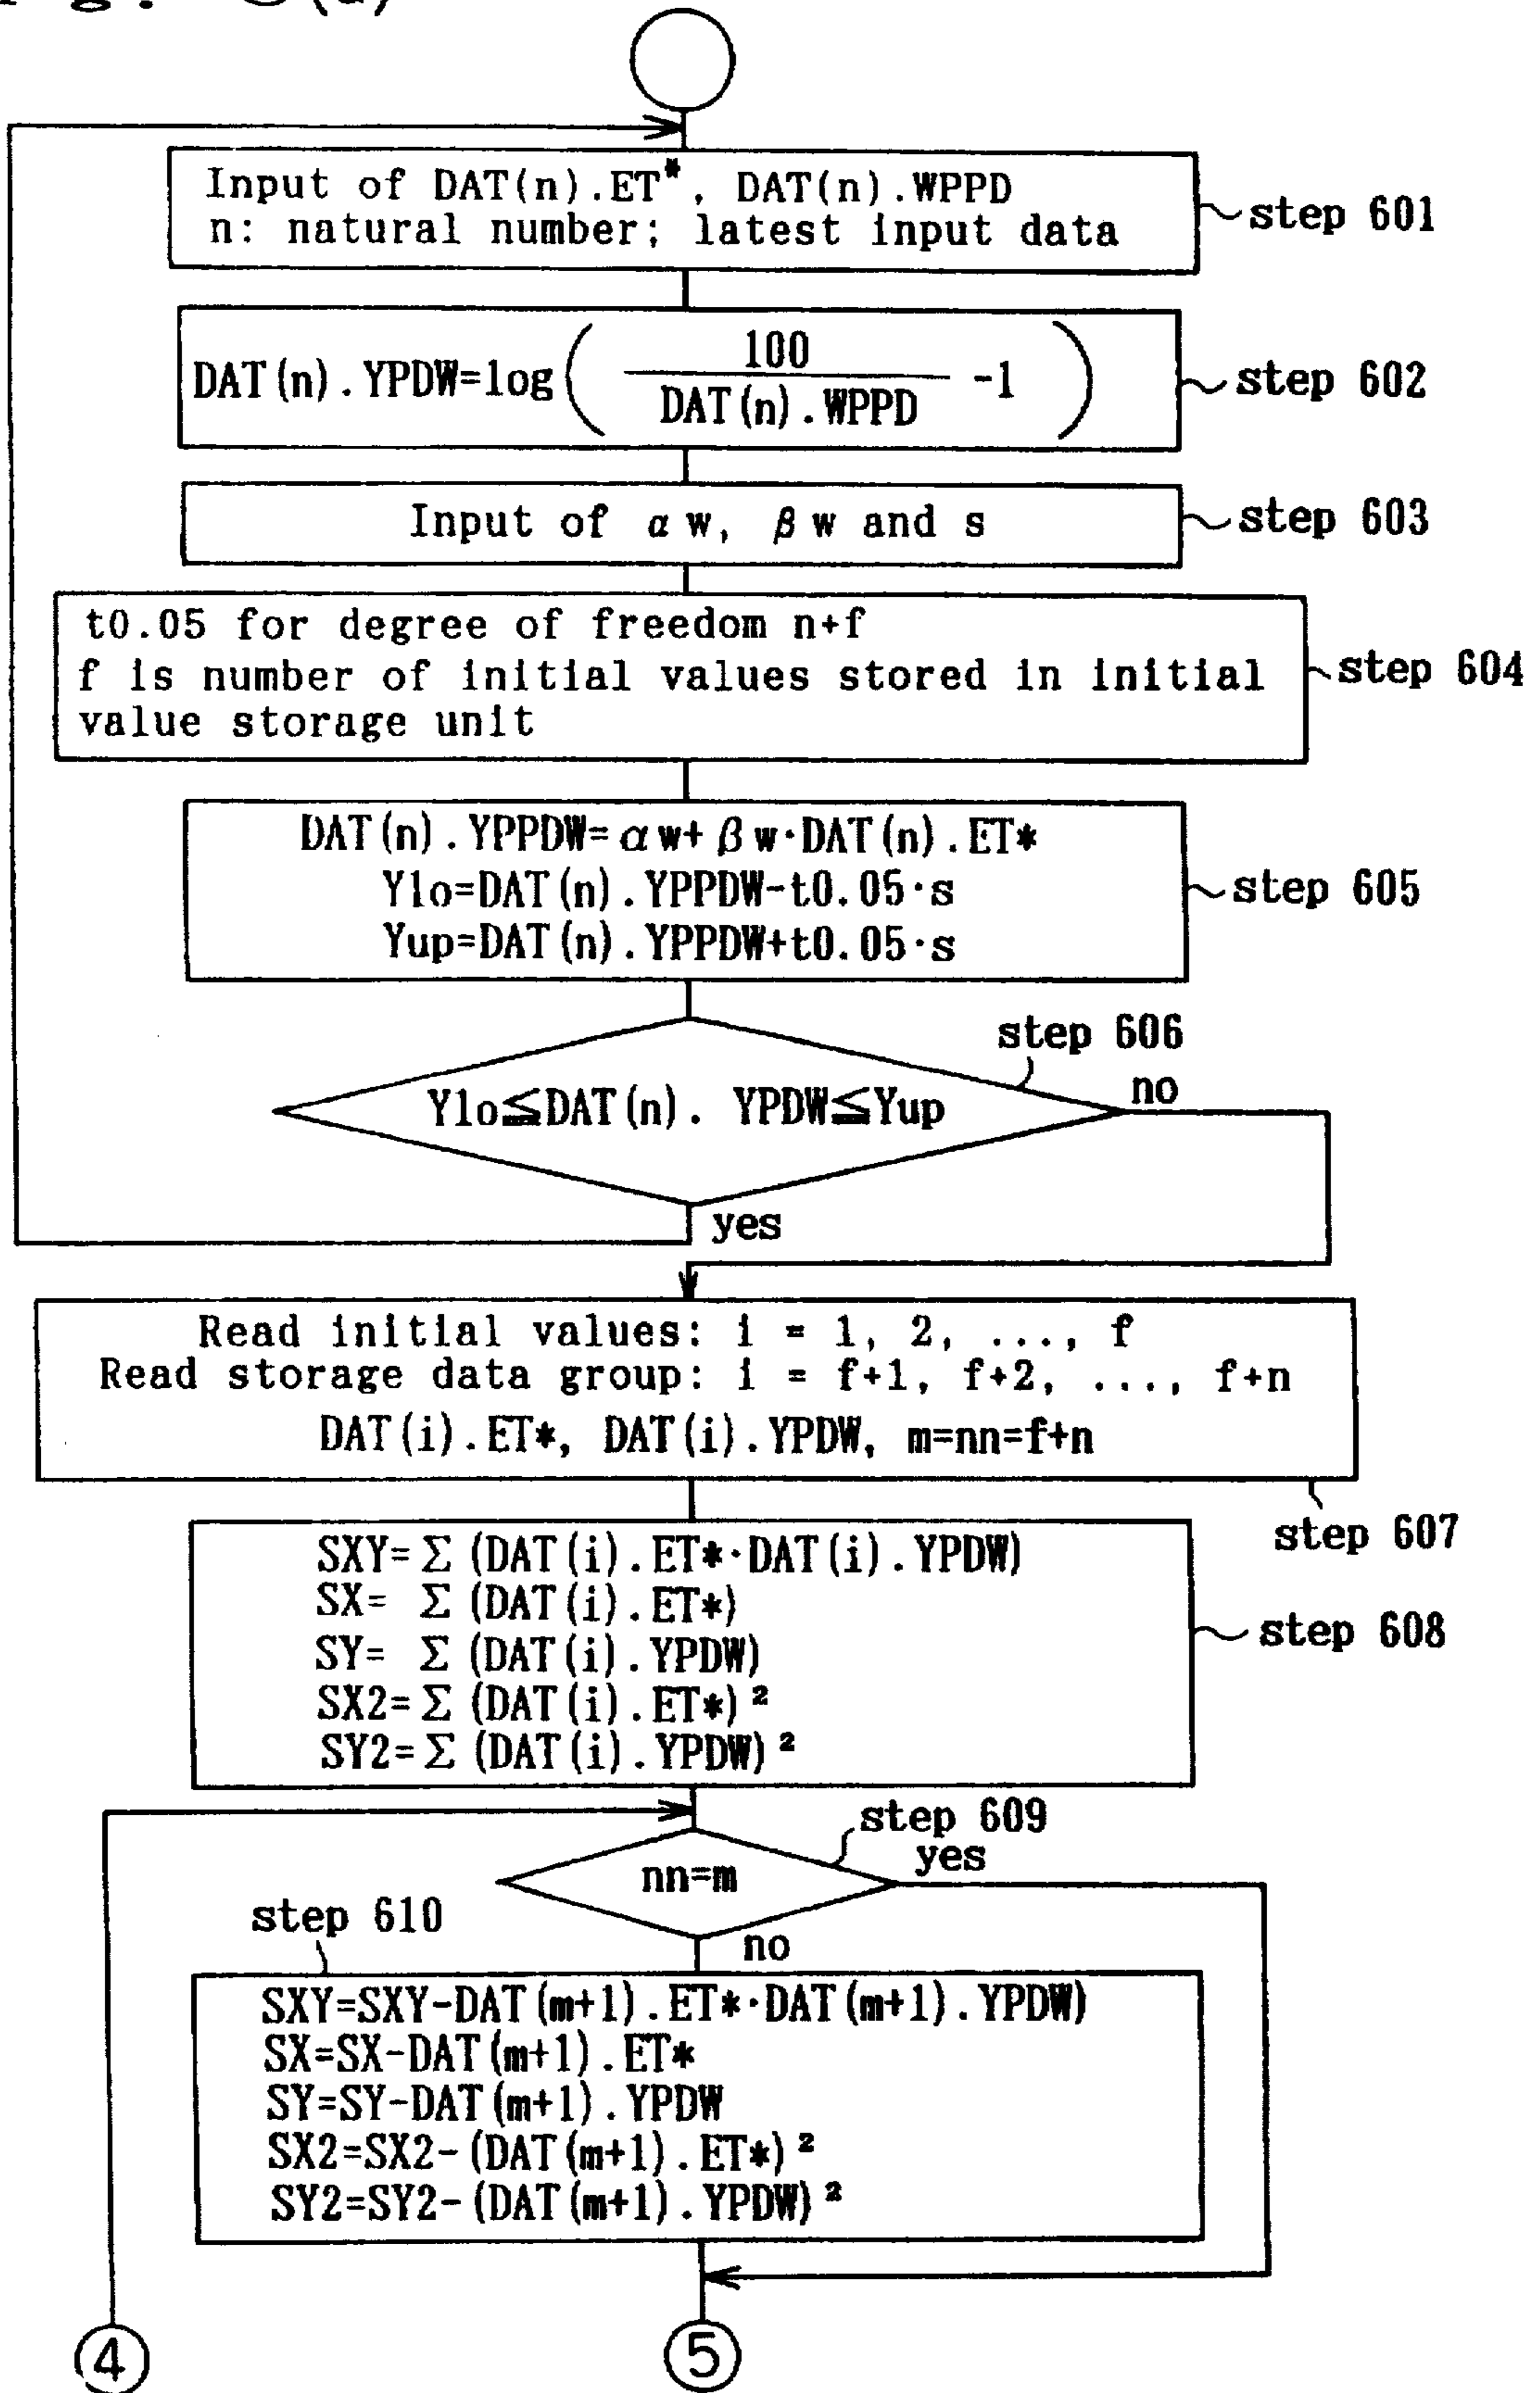 Input of DAT(n).ET*, DAT(n).WPPD
n: natural number; latest input data
step 601
DAT(n).YPDW=log( 100 / DAT(n).WPPD -1 )
step 602
Input of αw, βw and s
step 603
t0.05 for degree of freedom n+f
f is number of initial values stored in initial
value storage unit
step 604
DAT(n).YPPDW=αw+βw·DAT(n).ET*
Ylo=DAT(n).YPPDW-t0.05·s
Yup=DAT(n).YPPDW+t0.05·s
step 605
step 606
Ylo≦DAT(n). YPDW≦Yup
no
yes
Read initial values: i = 1, 2, ..., f
Read storage data group: i = f+1, f+2, ..., f+n
DAT(i).ET*, DAT(i).YPDW, m=nn=f+n
step 607
SXY=Σ(DAT(i).ET*·DAT(i).YPDW)
SX= Σ(DAT(i).ET*)
SY= Σ(DAT(i).YPDW)
SX2=Σ(DAT(i).ET*)²
SY2=Σ(DAT(i).YPDW)²
step 608
step 609
nn=m
yes
no
step 610
SXY=SXY-DAT(m+1).ET*·DAT(m+1).YPDW)
SX=SX-DAT(m+1).ET*
SY=SY-DAT(m+1).YPDW
SX2=SX2-(DAT(m+1).ET*)²
SY2=SY2-(DAT(m+1).YPDW)²
④
⑤